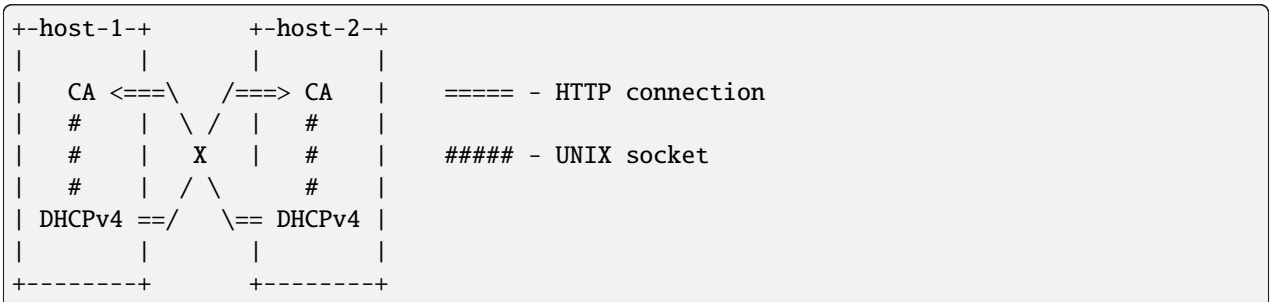 +-host-1-+       +-host-2-+
|        |       |        |
|   CA <===\   /===> CA   |    ===== - HTTP connection
|   #    |  \ /  |   #    |
|   #    |   X   |   #    |    ##### - UNIX socket
|   #    |  / \      #    |
| DHCPv4 ==/   \== DHCPv4 |
|        |       |        |
+--------+       +--------+